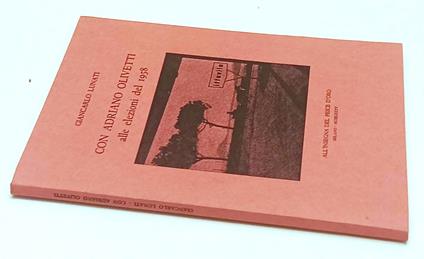 GIANCARLO LUNATI
CON ADRIANO OLIVETTI
alle elezioni del 1958
ALL'INSEGNA DEL PESCE D'ORO
MILANO
GIANCARLO LUNATI - CON ADRIANO OLIVETTI